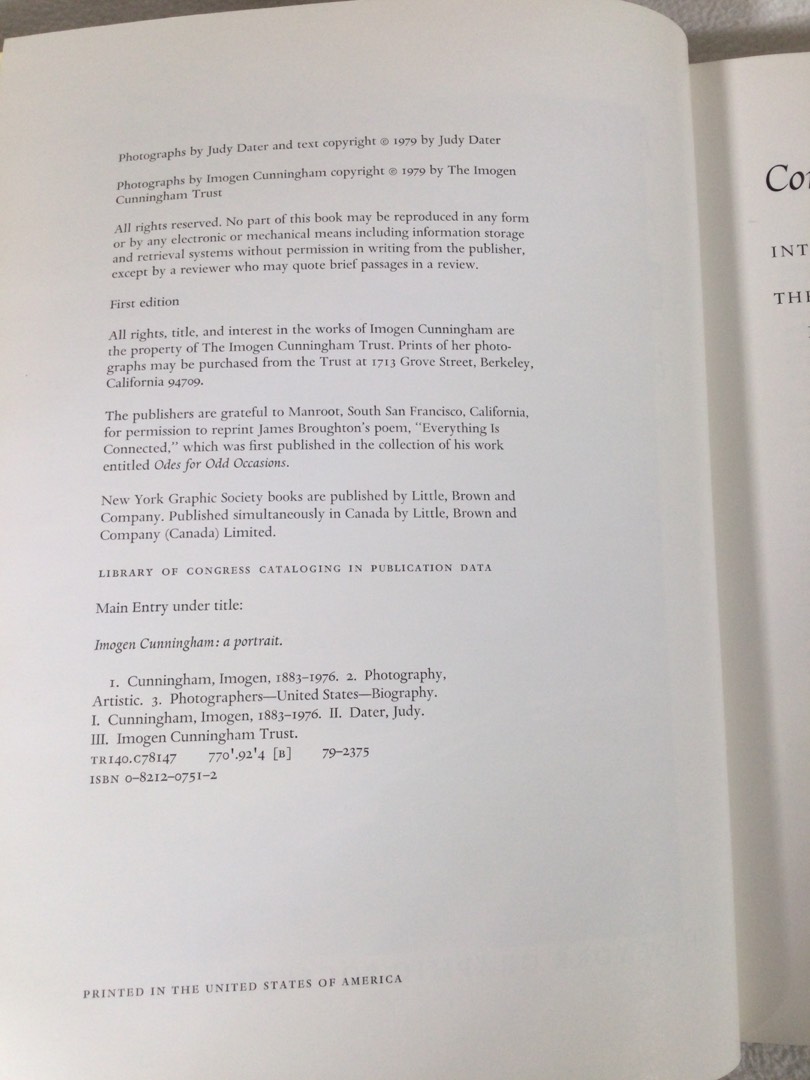 Photographs by Judy Dater and text copyright © 1979 by Judy Dater
Photographs by Imogen Cunningham copyright © 1979 by The Imogen
Cunningham Trust
All rights reserved. No part of this book may be reproduced in any form
or by any electronic or mechanical means including information storage
and retrieval systems without permission in writing from the publisher,
except by a reviewer who may quote brief passages in a review.
First edition
All rights, title, and interest in the works of Imogen Cunningham are
the property of The Imogen Cunningham Trust. Prints of her photo-
graphs may be purchased from the Trust at 1713 Grove Street, Berkeley,
California 94709.
The publishers are grateful to Manroot, South San Francisco, California,
for permission to reprint James Broughton's poem, "Everything Is
Connected," which was first published in the collection of his work
entitled Odes for Odd Occasions.
New York Graphic Society books are published by Little, Brown and
Company. Published simultaneously in Canada by Little, Brown and
Company (Canada) Limited.
LIBRARY OF CONGRESS CATALOGING IN PUBLICATION DATA
Main Entry under title:
Imogen Cunningham: a portrait.
1. Cunningham, Imogen, 1883–1976. 2. Photography,
Artistic. 3. Photographers—United States—Biography.
I. Cunningham, Imogen, 1883–1976. II. Dater, Judy.
III. Imogen Cunningham Trust.
TR140.C78147 770'.92'4 [B] 79–2375
ISBN 0–8212–0751–2
PRINTED IN THE UNITED STATES OF AMERICA